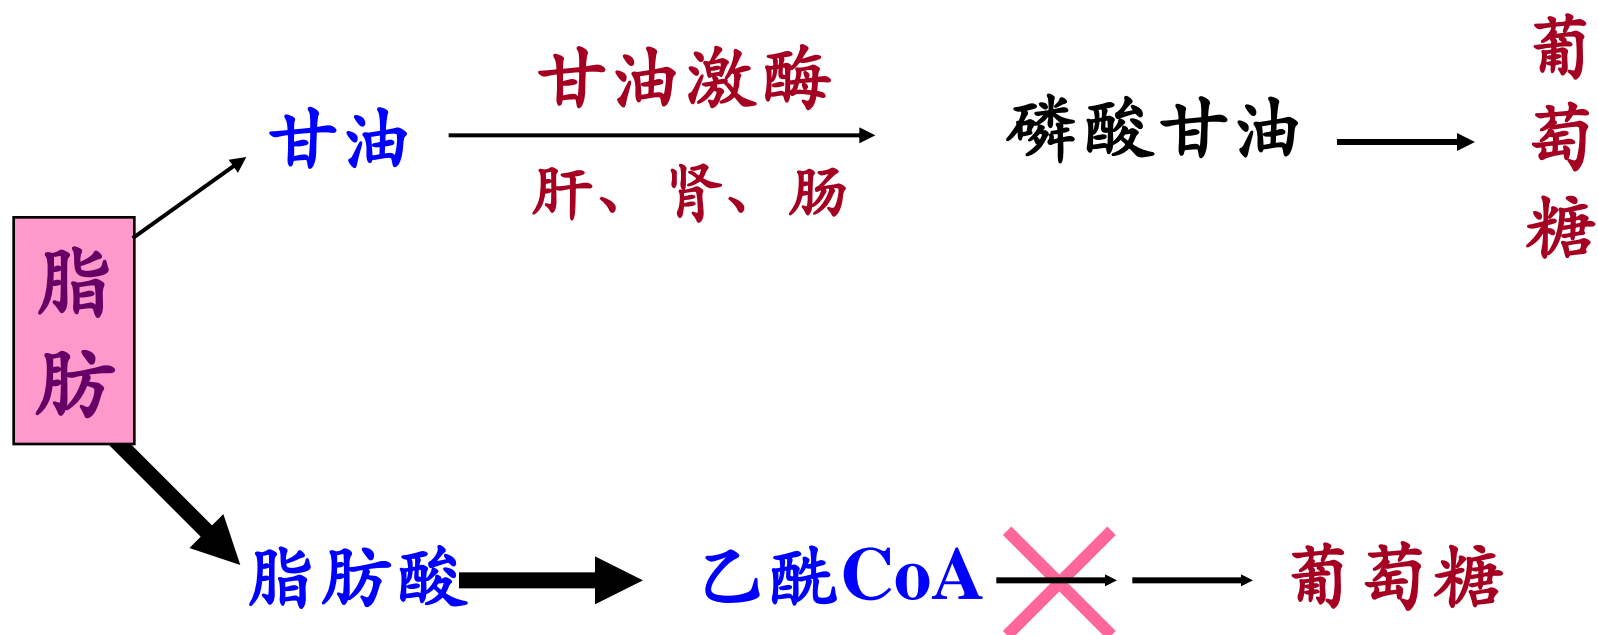 甘油
甘油激酶
肝、肾、肠
磷酸甘油
葡萄糖
脂肪
脂肪酸
乙酰CoA
葡萄糖